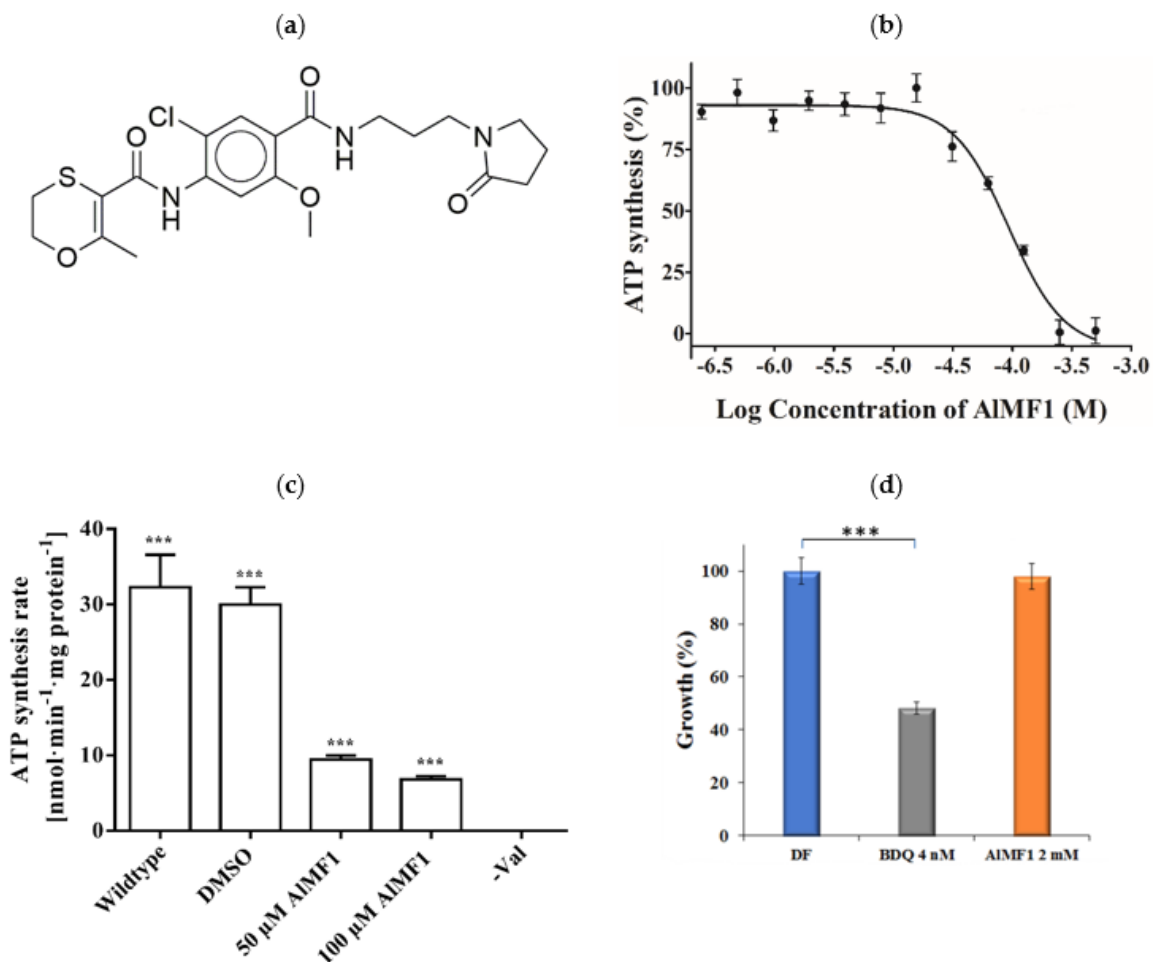 (a)
O
Cl
N
H
N
O
S
O
N
H
O
O
(b)
ATP synthesis (%)
100
75
50
25
0
-6.5 -6.0 -5.5 -5.0 -4.5 -4.0 -3.5 -3.0
Log Concentration of AlMF1 (M)
(c)
ATP synthesis rate
[nmol·min⁻¹·mg protein⁻¹]
40
30
20
10
0
***
***
***
***
Wildtype
DMSO
50 µM AlMF1
100 µM AlMF1
-Val
(d)
***
Growth (%)
100
80
60
40
20
0
DF BDQ 4 nM AlMF1 2 mM